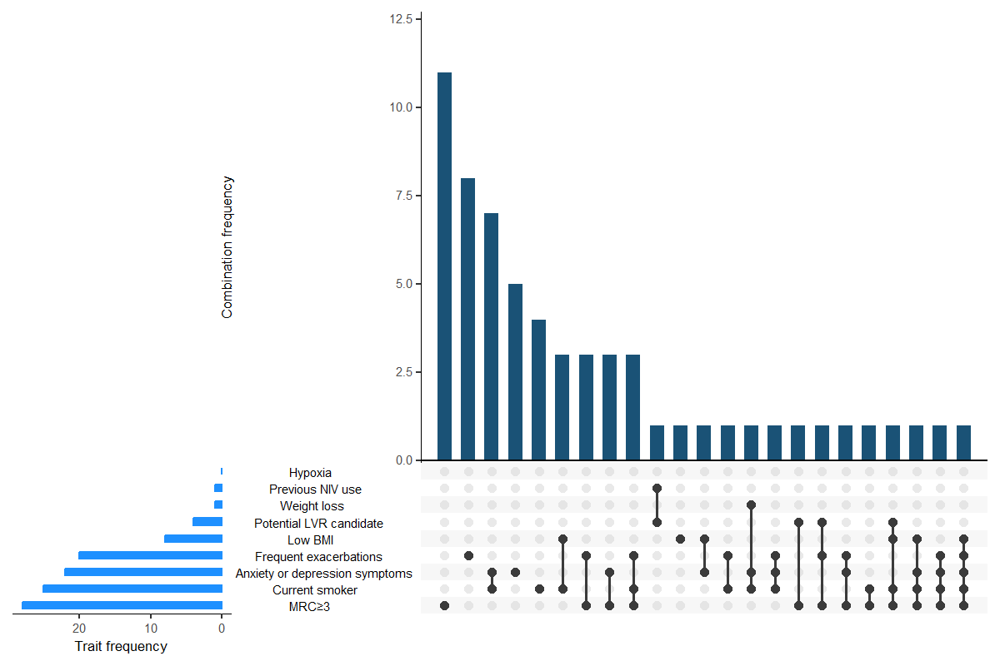 12.5
10.0
7.5
5.0
2.5
0.0
Combination frequency
Hypoxia
Previous NIV use
Weight loss
Potential LVR candidate
Low BMI
Frequent exacerbations
Anxiety or depression symptoms
Current smoker
MRC≥3
20 10 0
Trait frequency